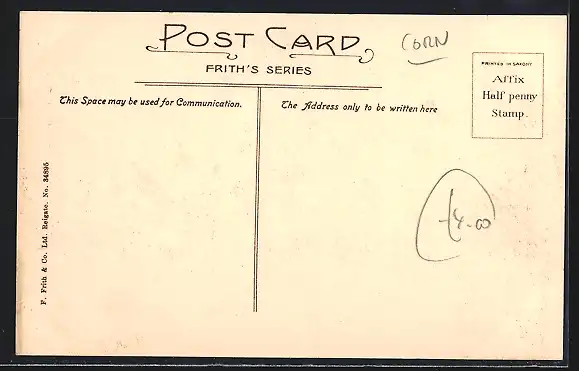 POST CARD
CORN
FRITH'S SERIES
This Space may be used for Communication.
The Address only to be written here
PRINTED IN SAXONY
Affix
Half penny
Stamp.
£4-00
F. Frith & Co. Ltd. Reigate. No. 34895